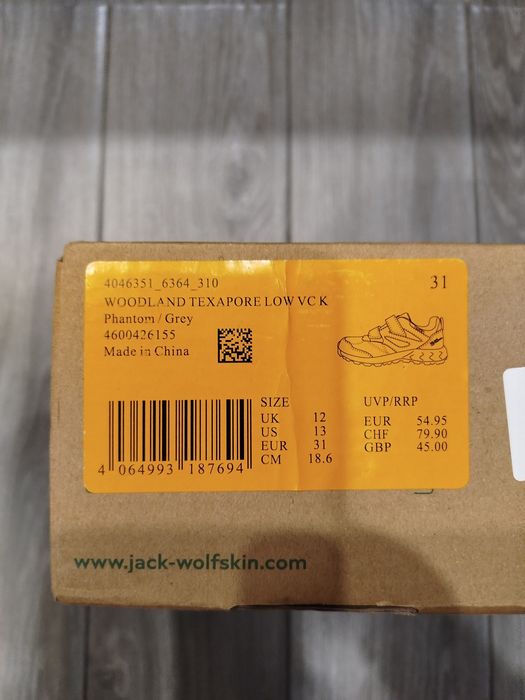 4046351_6364_310
31
WOODLAND TEXAPORE LOW VC K
Phantom / Grey
4600426155
Made in China
SIZE
UK 12
US 13
EUR 31
CM 18.6
UVP/RRP
EUR 54.95
CHF 79.90
GBP 45.00
4 064993 187694
www.jack-wolfskin.com